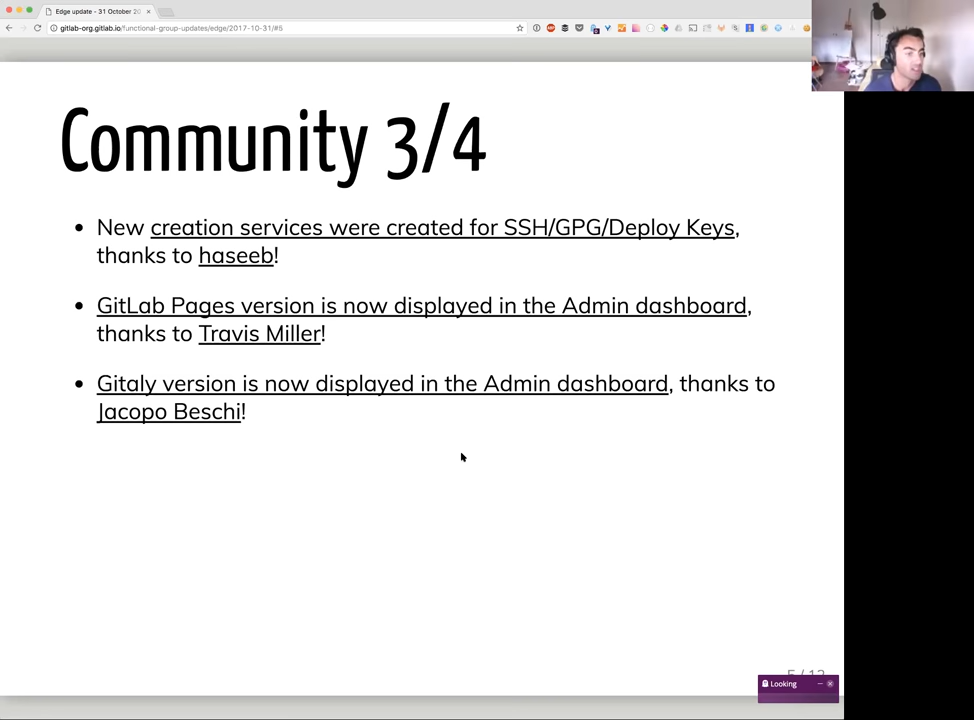 Edge update - 31 October 20
gitlab-org.gitlab.io/functional-group-updates/edge/2017-10-31/#5
Community 3/4
New creation services were created for SSH/GPG/Deploy Keys,
thanks to haseeb!
GitLab Pages version is now displayed in the Admin dashboard,
thanks to Travis Miller!
Gitaly version is now displayed in the Admin dashboard, thanks to
Jacopo Beschi!
5 / 12
Looking